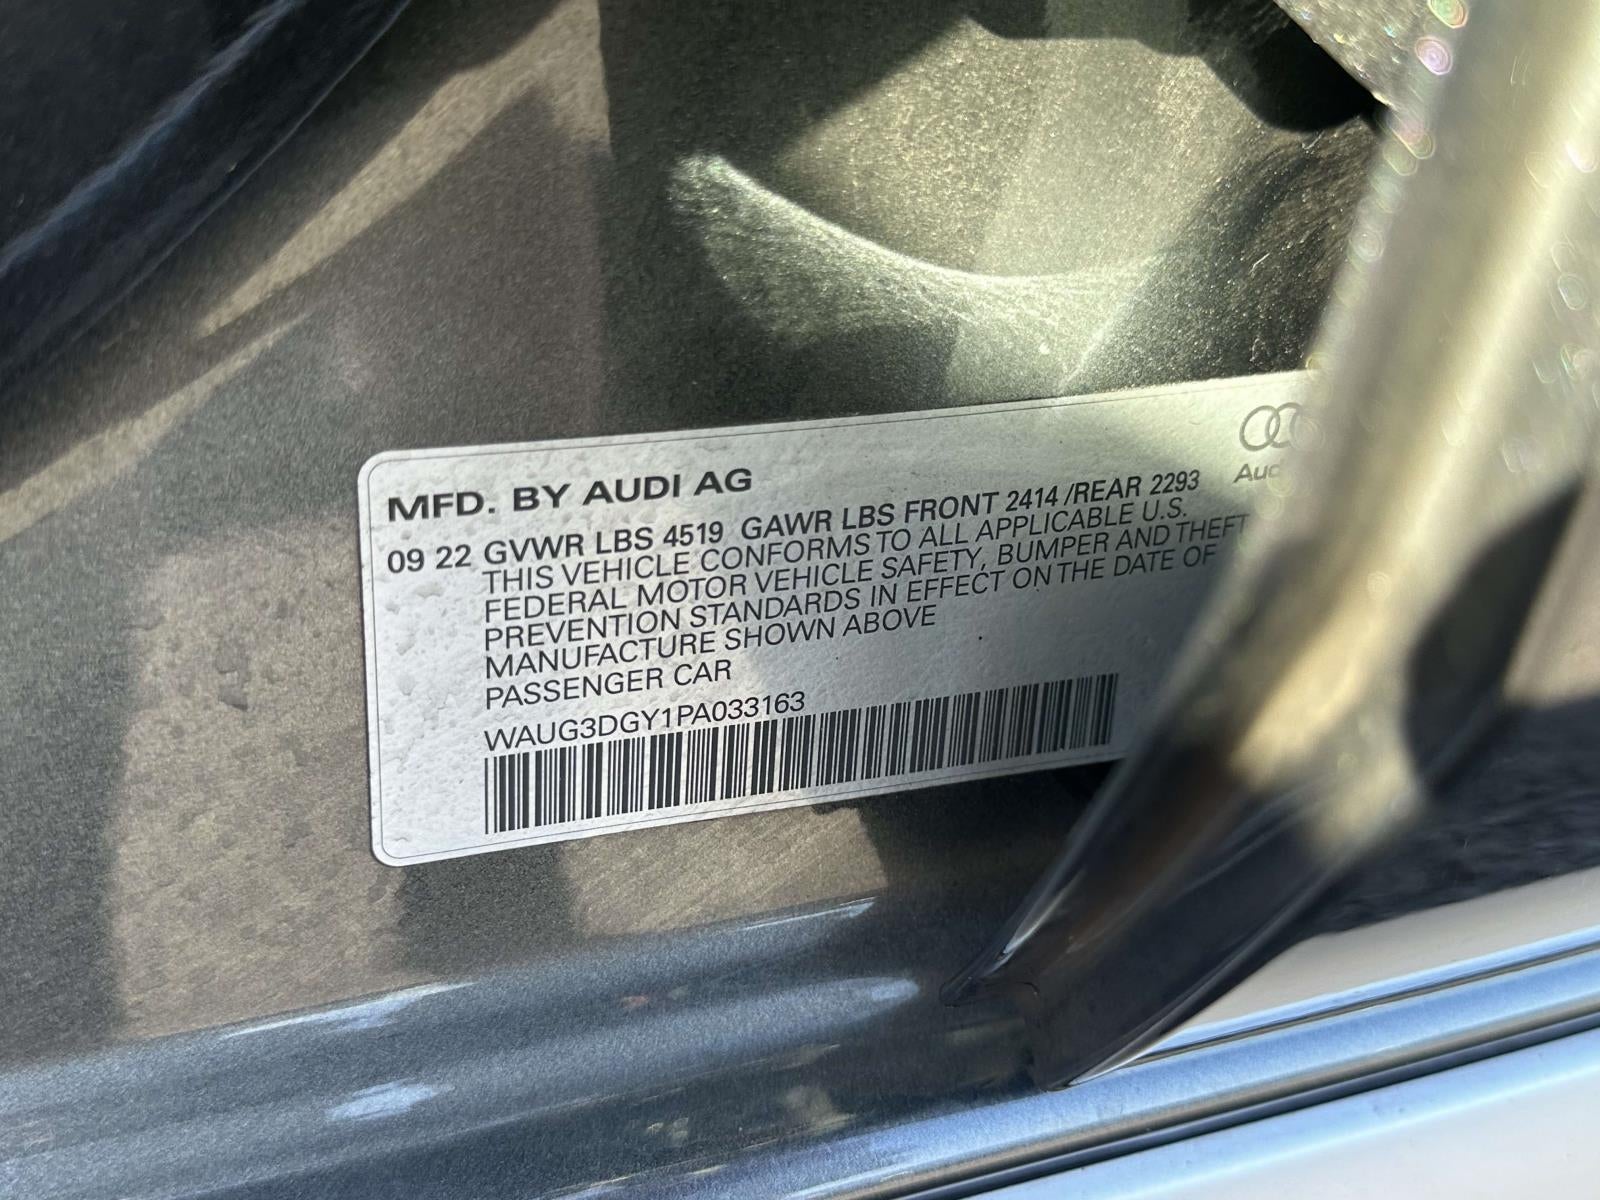 MFD. BY AUDI AG
09 22 GVWR LBS 4519 GAWR LBS FRONT 2414 /REAR 2293
THIS VEHICLE CONFORMS TO ALL APPLICABLE U.S.
FEDERAL MOTOR VEHICLE SAFETY, BUMPER AND THEFT
PREVENTION STANDARDS IN EFFECT ON THE DATE OF
MANUFACTURE SHOWN ABOVE
PASSENGER CAR
WAUG3DGY1PA033163